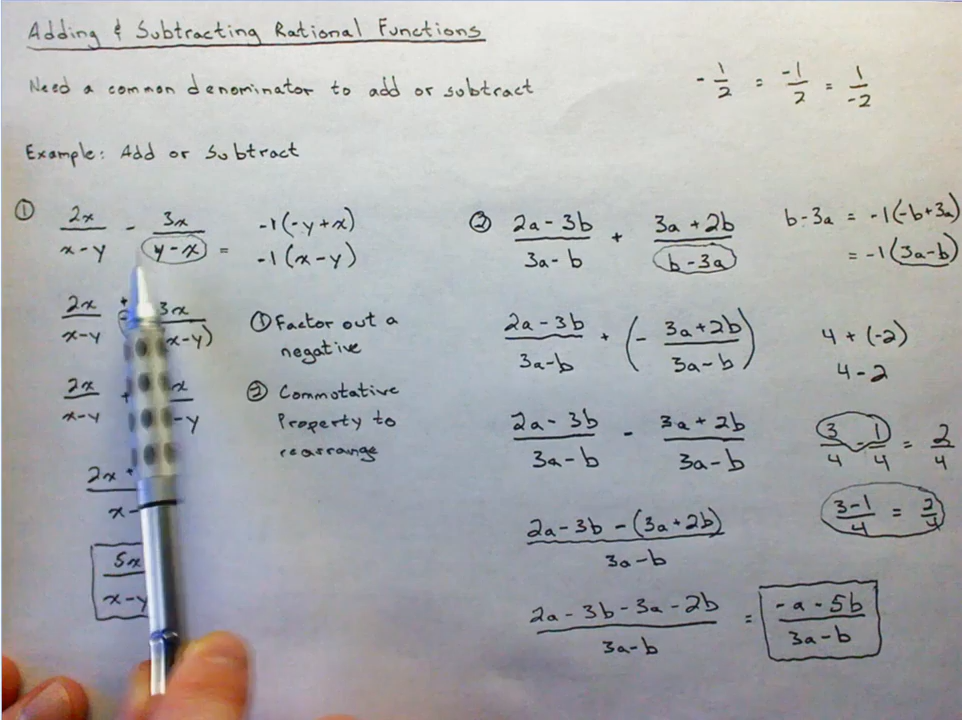 Adding & Subtracting Rational Functions
Need a common denominator to add or subtract
-1/2 = -1/2 = 1/-2
Example: Add or Subtract
① 2x/(x-y) - 3x/(y-x) =
-1(-y+x)
-1(x-y)
2x/(x-y) + 3x/ x-y)
① Factor out a
negative
2x/(x-y) + x/ -y
② Commotative
Property to
rearrange
2x +
x-
5x
x-y
② (2a-3b)/(3a-b) + (3a+2b)/(b-3a)
b-3a = -1(-b+3a)
= -1(3a-b)
(2a-3b)/(3a-b) + (- (3a+2b)/(3a-b))
4 + (-2)
4-2
(2a-3b)/(3a-b) - (3a+2b)/(3a-b)
3/4 - 1/4 = 2/4
(2a-3b-(3a+2b))/(3a-b)
(3-1)/4 = 2/4
(2a-3b-3a-2b)/(3a-b) = (-a-5b)/(3a-b)